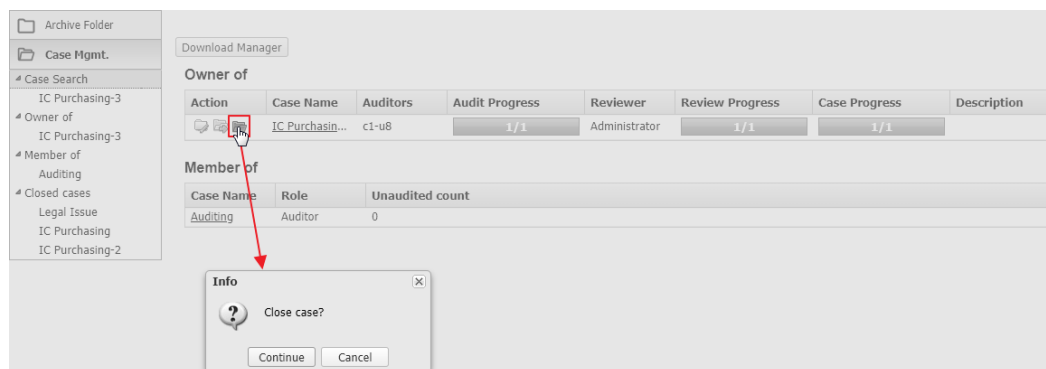 Archive Folder
Case Mgmt.
Case Search
IC Purchasing-3
Owner of
IC Purchasing-3
Member of
Auditing
Closed cases
Legal Issue
IC Purchasing
IC Purchasing-2
Download Manager
Owner of
Action Case Name Auditors Audit Progress Reviewer Review Progress Case Progress Description
IC Purchasin... c1-u8 1/1 Administrator 1/1 1/1
Member of
Case Name Role Unaudited count
Auditing Auditor 0
Info
Close case?
Continue Cancel